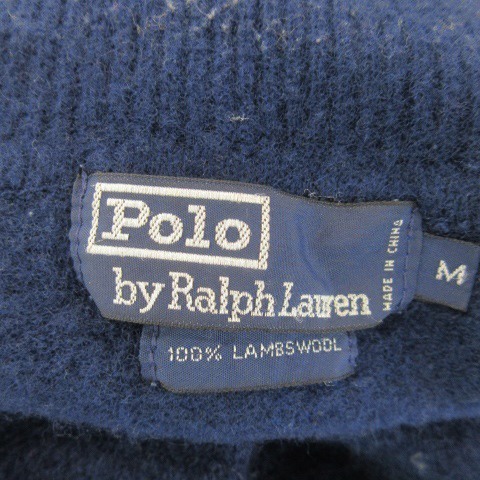 Polo
by Ralph Lauren
MADE IN CHINA
M
100% LAMBSWOOL